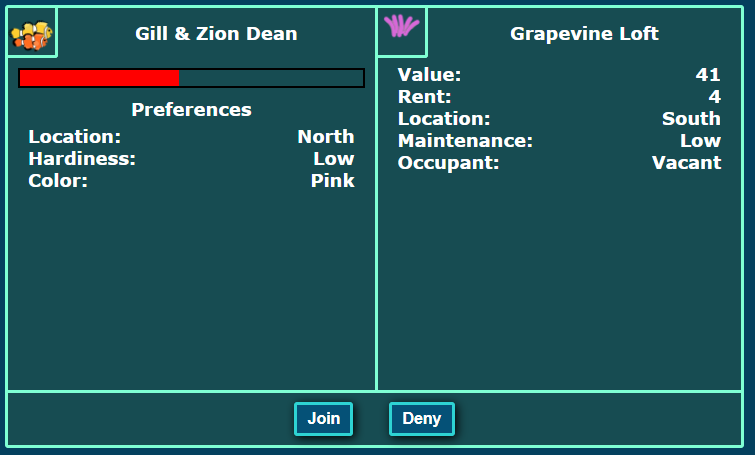 Gill & Zion Dean
Preferences
Location: North
Hardiness: Low
Color: Pink
Grapevine Loft
Value: 41
Rent: 4
Location: South
Maintenance: Low
Occupant: Vacant
Join
Deny